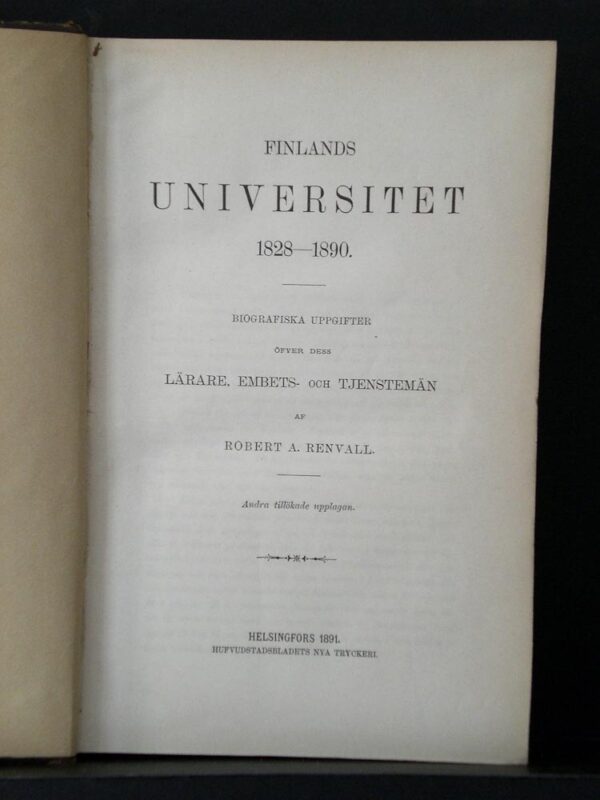 FINLANDS
UNIVERSITET
1828—1890.
BIOGRAFISKA UPPGIFTER
ÖFVER DESS
LÄRARE, EMBETS- OCH TJENSTEMÄN
AF
ROBERT A. RENVALL.
Andra tillökade upplagan.
HELSINGFORS 1891.
HUFVUDSTADSBLADETS NYA TRYCKERI.